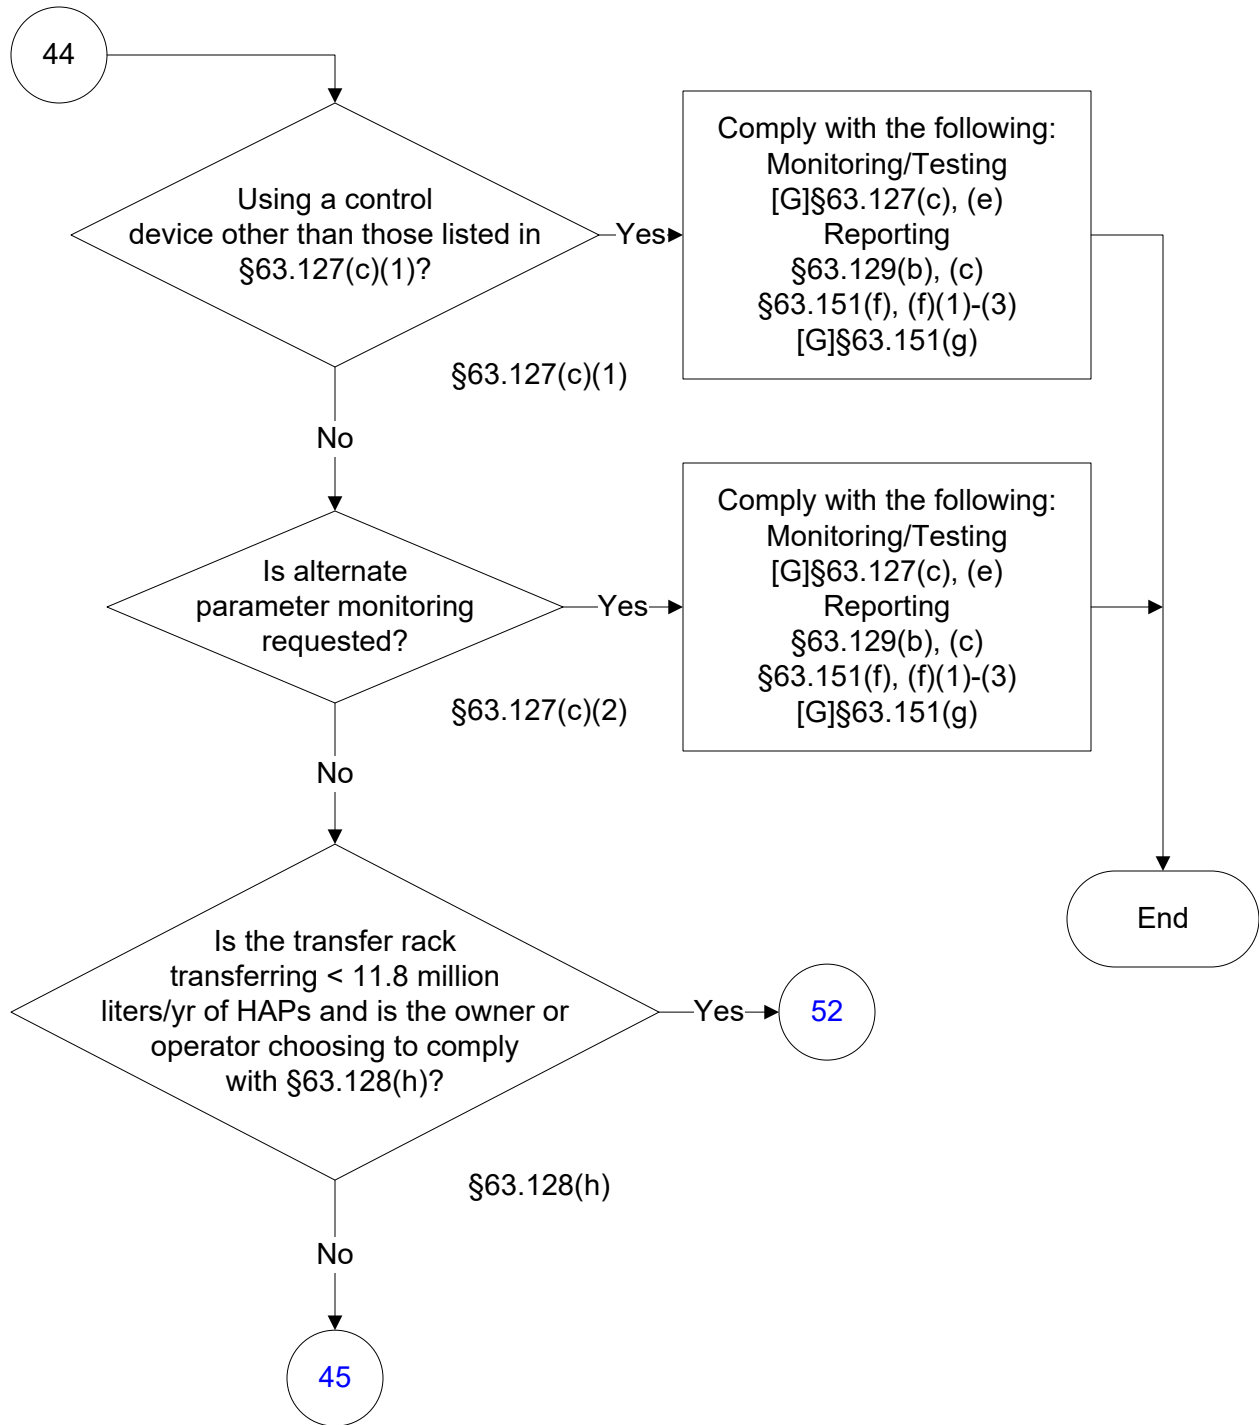 44
Using a control
device other than those listed in
§63.127(c)(1)?
Yes
Comply with the following:
Monitoring/Testing
[G]§63.127(c), (e)
Reporting
§63.129(b), (c)
§63.151(f), (f)(1)-(3)
[G]§63.151(g)
§63.127(c)(1)
No
Is alternate
parameter monitoring
requested?
Yes
Comply with the following:
Monitoring/Testing
[G]§63.127(c), (e)
Reporting
§63.129(b), (c)
§63.151(f), (f)(1)-(3)
[G]§63.151(g)
§63.127(c)(2)
No
End
Is the transfer rack
transferring < 11.8 million
liters/yr of HAPs and is the owner or
operator choosing to comply
with §63.128(h)?
Yes
52
§63.128(h)
No
45